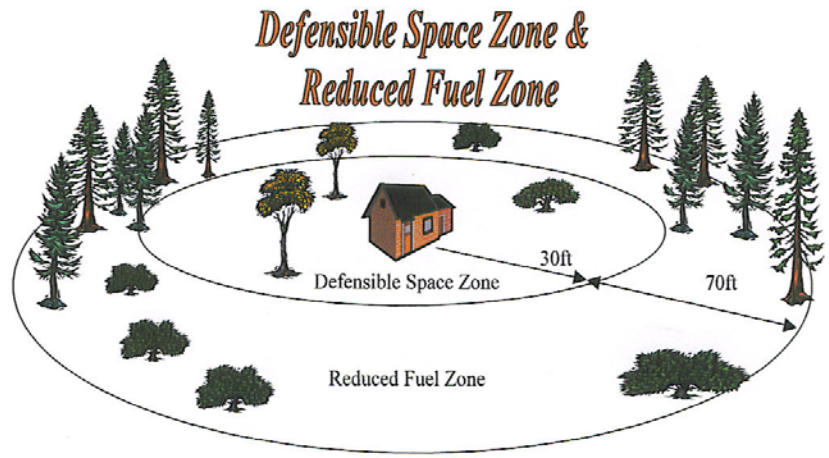 Defensible Space Zone &
Reduced Fuel Zone
30ft
70ft
Defensible Space Zone
Reduced Fuel Zone